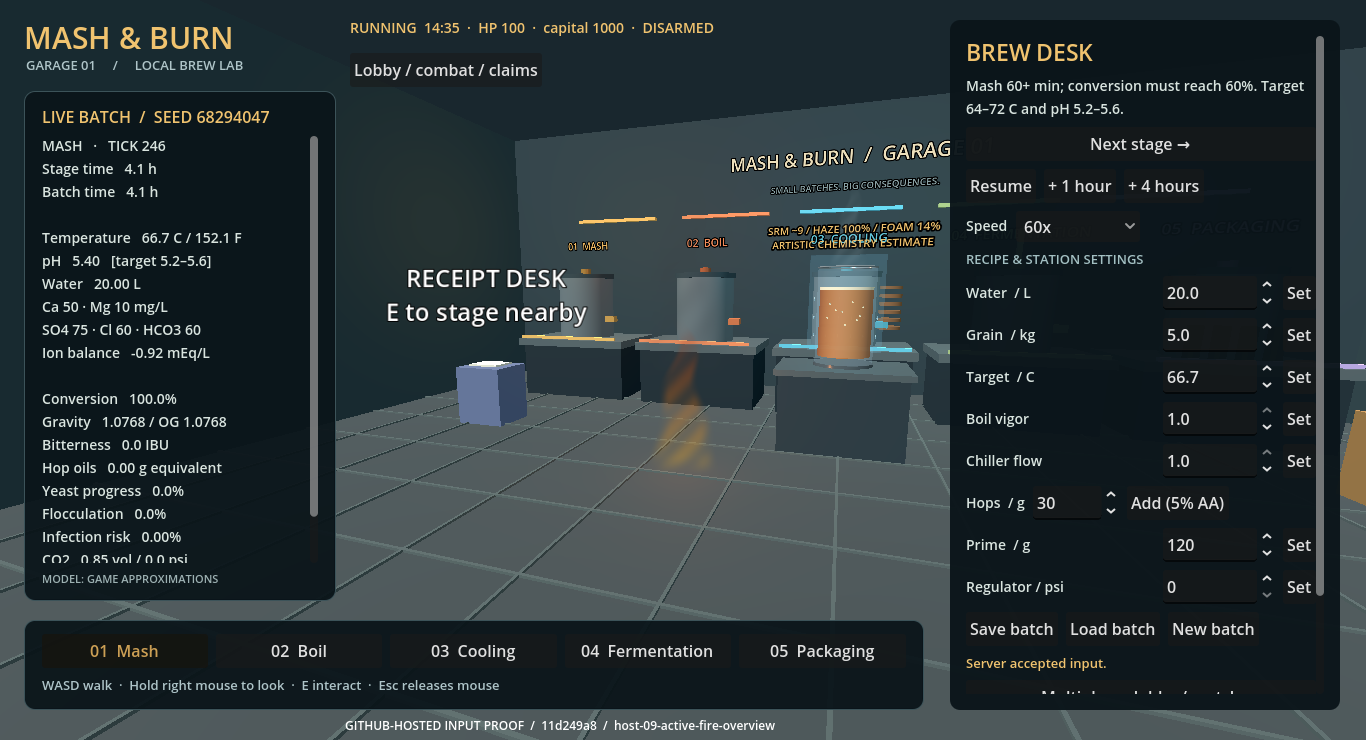 MASH & BURN
GARAGE 01 / LOCAL BREW LAB
RUNNING 14:35 · HP 100 · capital 1000 · DISARMED
Lobby / combat / claims
LIVE BATCH / SEED 68294047
MASH · TICK 246
Stage time 4.1 h
Batch time 4.1 h
Temperature 66.7 C / 152.1 F
pH 5.40 [target 5.2–5.6]
Water 20.00 L
Ca 50 · Mg 10 mg/L
SO4 75 · Cl 60 · HCO3 60
Ion balance -0.92 mEq/L
Conversion 100.0%
Gravity 1.0768 / OG 1.0768
Bitterness 0.0 IBU
Hop oils 0.00 g equivalent
Yeast progress 0.0%
Flocculation 0.0%
Infection risk 0.00%
CO2 0.85 vol / 0.0 psi
MODEL: GAME APPROXIMATIONS
MASH & BURN / GARAGE 01
SMALL BATCHES. BIG CONSEQUENCES.
01 MASH
02 BOIL
03 COOLING
05 PACKAGING
SRM ~9 / HAZE 100% / FOAM 14%
ARTISTIC CHEMISTRY ESTIMATE
RECEIPT DESK
E to stage nearby
BREW DESK
Mash 60+ min; conversion must reach 60%. Target
64–72 C and pH 5.2–5.6.
Next stage →
Resume + 1 hour + 4 hours
Speed 60x
RECIPE & STATION SETTINGS
Water / L 20.0 Set
Grain / kg 5.0 Set
Target / C 66.7 Set
Boil vigor 1.0 Set
Chiller flow 1.0 Set
Hops / g 30 Add (5% AA)
Prime / g 120 Set
Regulator / psi 0 Set
Save batch Load batch New batch
Server accepted input.
01 Mash 02 Boil 03 Cooling 04 Fermentation 05 Packaging
WASD walk · Hold right mouse to look · E interact · Esc releases mouse
GITHUB-HOSTED INPUT PROOF / 11d249a8 / host-09-active-fire-overview